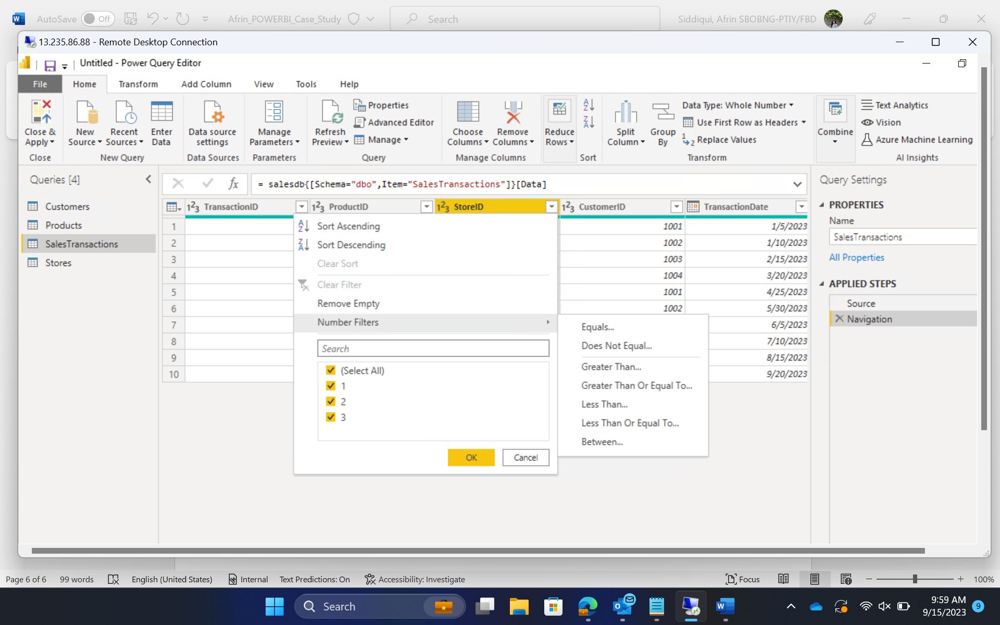 AutoSave Off Afrin_POWERBI_Case_Study Search Siddiqui, Afrin SBOBNG-PTIY/FBD
13.235.86.88 - Remote Desktop Connection
Untitled - Power Query Editor
File Home Transform Add Column View Tools Help
Close & Apply
Close
New Source
Recent Sources
Enter Data
New Query
Data source settings
Data Sources
Manage Parameters
Parameters
Refresh Preview
Properties
Advanced Editor
Manage
Query
Choose Columns
Remove Columns
Manage Columns
Reduce Rows
Sort
Split Column
Group By
Data Type: Whole Number
Use First Row as Headers
Replace Values
Transform
Combine
Text Analytics
Vision
Azure Machine Learning
AI Insights
Queries [4]
Customers
Products
SalesTransactions
Stores
fx = salesdb{[Schema="dbo",Item="SalesTransactions"]}[Data]
123 TransactionID 123 ProductID 123 StoreID 123 CustomerID TransactionDate
1 1001 1/5/2023
2 1002 1/10/2023
3 1003 2/15/2023
4 1004 3/20/2023
5 1001 4/25/2023
6 1002 5/30/2023
7 6/5/2023
8 7/10/2023
9 8/15/2023
10 9/20/2023
Sort Ascending
Sort Descending
Clear Sort
Clear Filter
Remove Empty
Number Filters
Search
(Select All)
1
2
3
OK Cancel
Equals...
Does Not Equal...
Greater Than...
Greater Than Or Equal To...
Less Than...
Less Than Or Equal To...
Between...
Query Settings
PROPERTIES
Name
SalesTransactions
All Properties
APPLIED STEPS
Source
Navigation
Page 6 of 6 99 words English (United States) Internal Text Predictions: On Accessibility: Investigate Focus 100%
Search
9:59 AM
9/15/2023
9